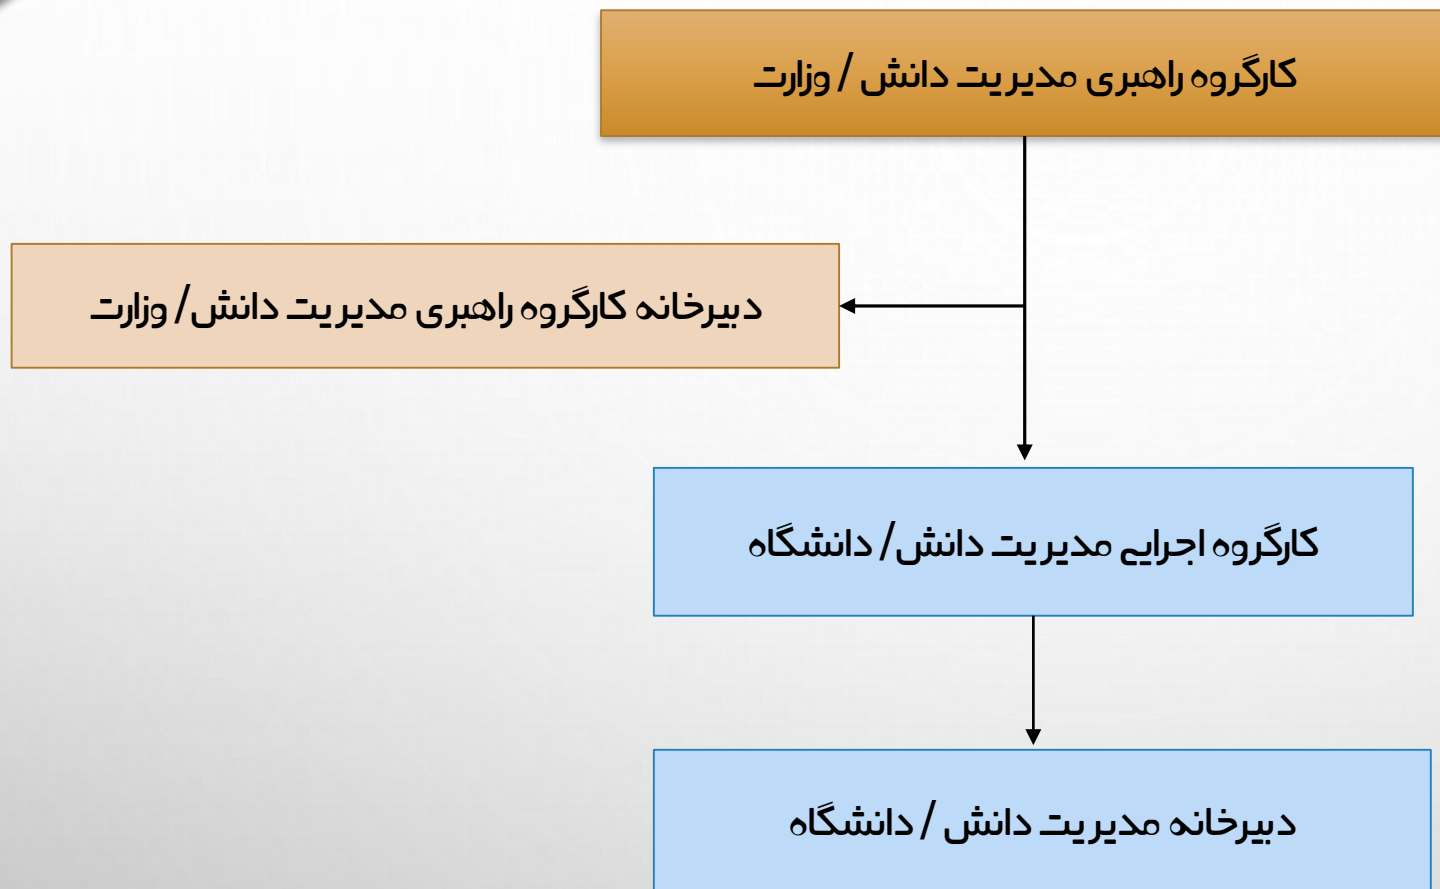 کارگروه راهبری مدیریت دانش / وزارت
دبیرخانه کارگروه راهبری مدیریت دانش/ وزارت
کارگروه اجرایی مدیریت دانش/ دانشگاه
دبیرخانه مدیریت دانش / دانشگاه